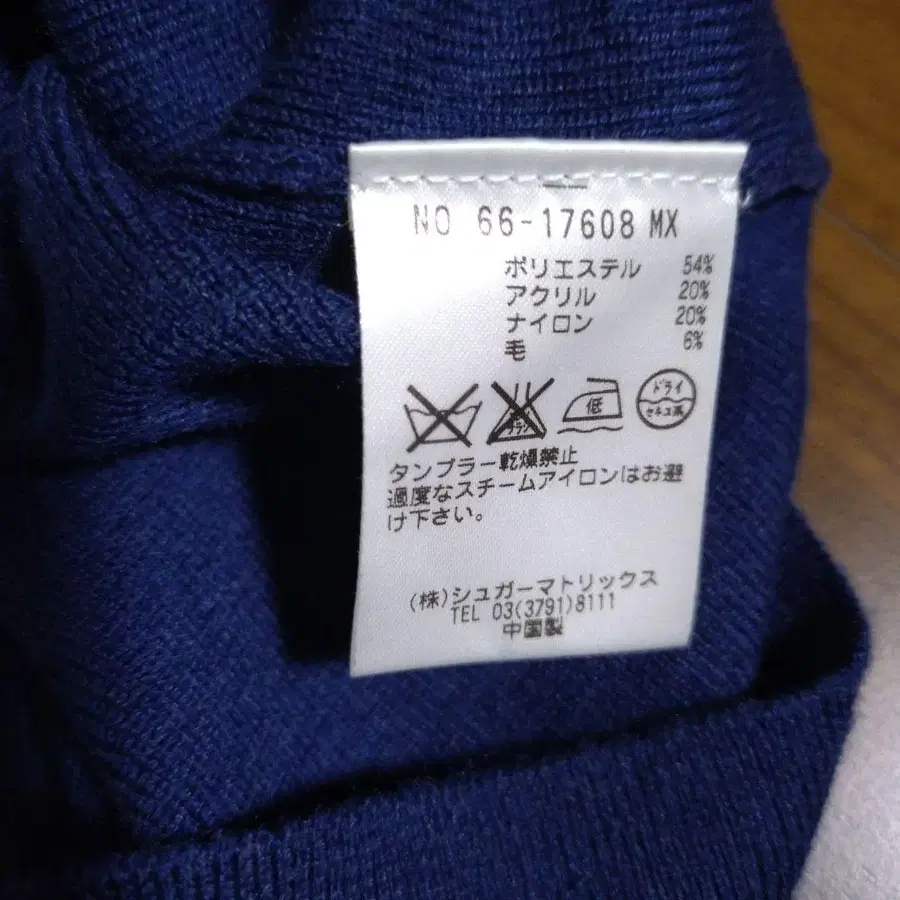 NO 66-17608 MX
ポリエステル 54%
アクリル 20%
ナイロン 20%
毛 6%
低
ドライ
セキユ系
タンブラー乾燥禁止
過度なスチームアイロンはお避
け下さい。
(株)シュガーマトリックス
TEL 03(3791)8111
中国製